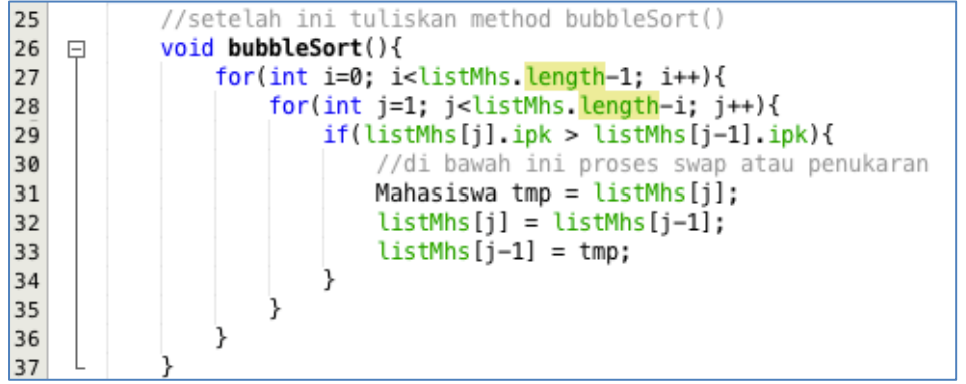 25 //setelah ini tuliskan method bubbleSort()
26 void bubbleSort(){
27 for(int i=0; i<listMhs.length-1; i++){
28 for(int j=1; j<listMhs.length-i; j++){
29 if(listMhs[j].ipk > listMhs[j-1].ipk){
30 //di bawah ini proses swap atau penukaran
31 Mahasiswa tmp = listMhs[j];
32 listMhs[j] = listMhs[j-1];
33 listMhs[j-1] = tmp;
34 }
35 }
36 }
37 }